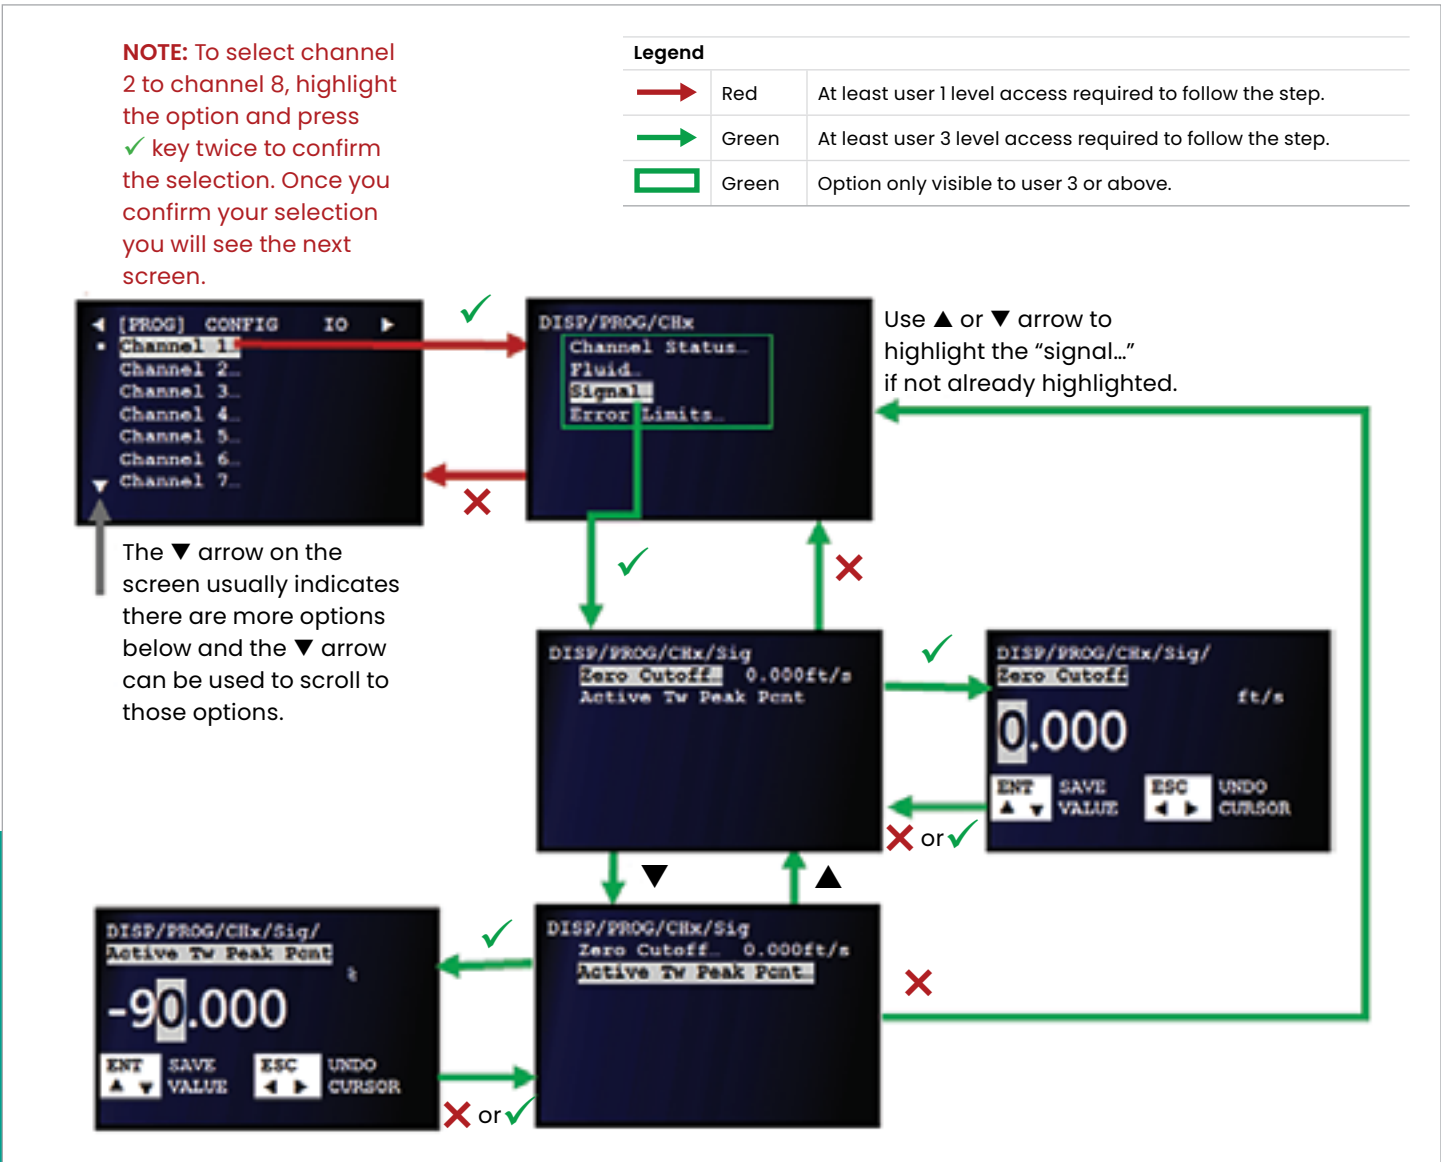 NOTE: To select channel
2 to channel 8, highlight
the option and press
✓ key twice to confirm
the selection. Once you
confirm your selection
you will see the next
screen.
Legend
Red At least user 1 level access required to follow the step.
Green At least user 3 level access required to follow the step.
Green Option only visible to user 3 or above.
◀ [PROG] CONFIG IO ▶
Channel 1…
Channel 2…
Channel 3…
Channel 4…
Channel 5…
Channel 6…
Channel 7…
DISP/PROG/CHx
Channel Status…
Fluid…
Signal…
Error Limits…
Use ▲ or ▼ arrow to
highlight the “signal…”
if not already highlighted.
The ▼ arrow on the
screen usually indicates
there are more options
below and the ▼ arrow
can be used to scroll to
those options.
DISP/PROG/CHx/Sig
Zero Cutoff… 0.000ft/s
Active Tw Peak Pcnt
DISP/PROG/CHx/Sig/
Zero Cutoff
ft/s
0.000
ENT SAVE ESC UNDO
▲ ▼ VALUE ◀ ▶ CURSOR
✕ or ✓
DISP/PROG/CHx/Sig/
Active Tw Peak Pcnt
%
-90.000
ENT SAVE ESC UNDO
▲ ▼ VALUE ◀ ▶ CURSOR
✕ or ✓
DISP/PROG/CHx/Sig
Zero Cutoff… 0.000ft/s
Active Tw Peak Pcnt…